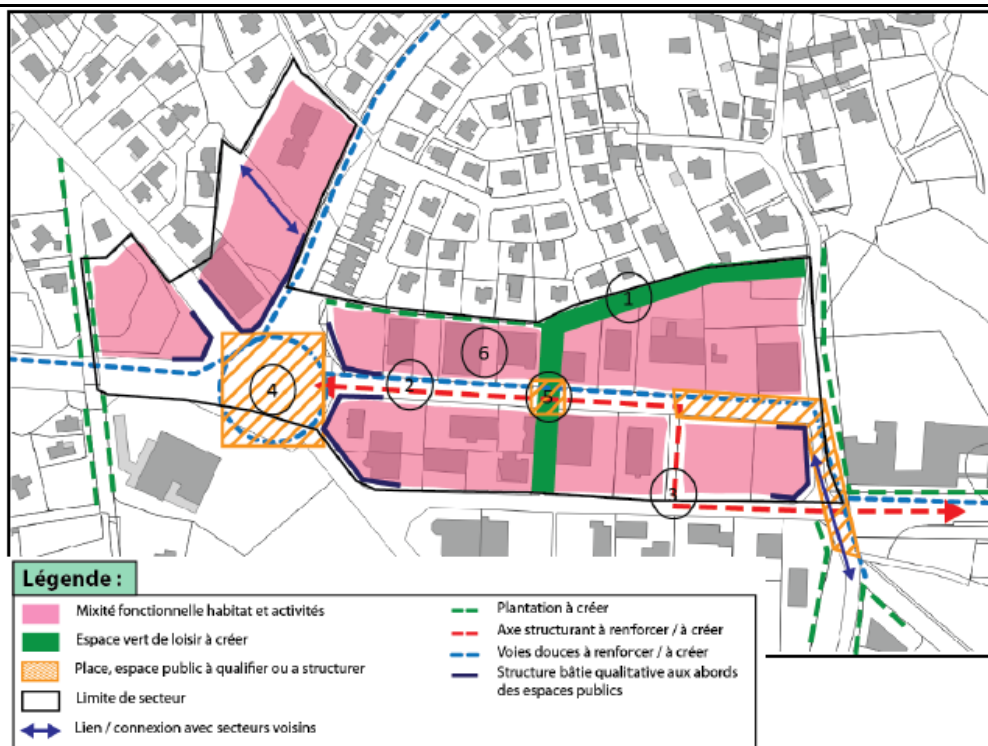 1
6
2
4
5
3
Légende :
Mixité fonctionnelle habitat et activités
Espace vert de loisir à créer
Place, espace public à qualifier ou a structurer
Limite de secteur
Lien / connexion avec secteurs voisins
Plantation à créer
Axe structurant à renforcer / à créer
Voies douces à renforcer / à créer
Structure bâtie qualitative aux abords
des espaces publics